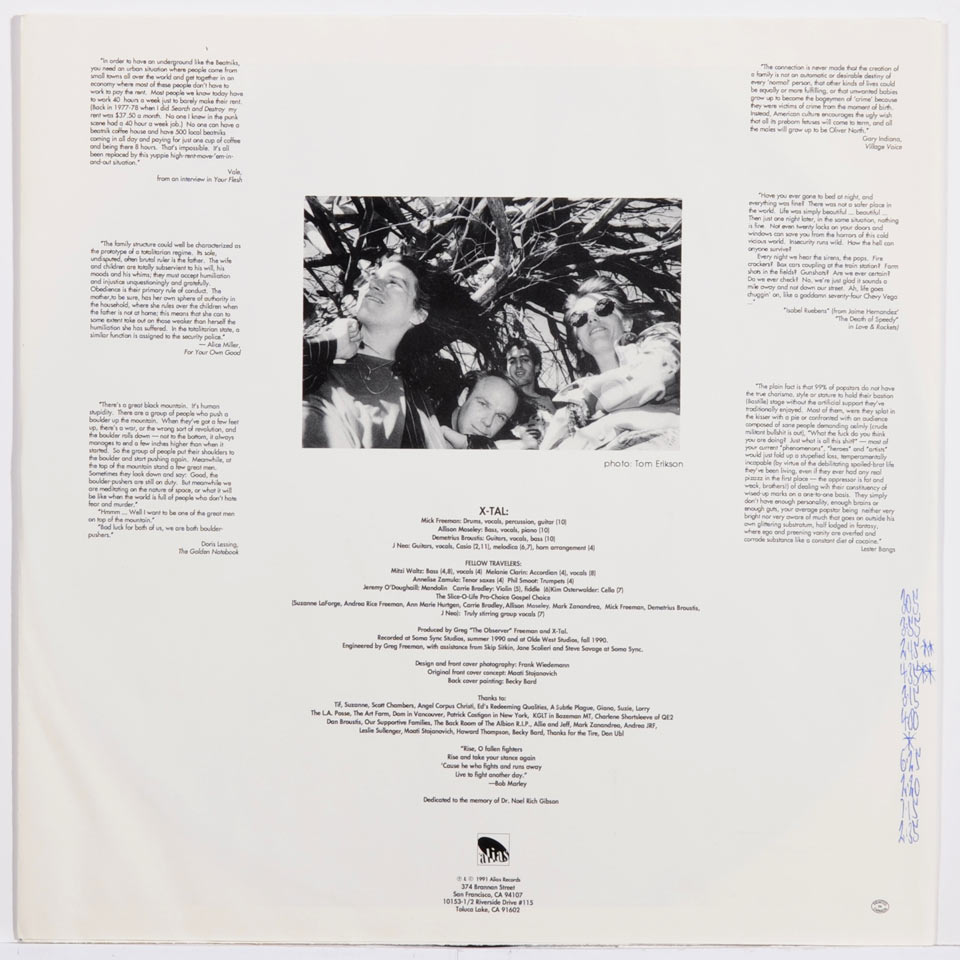 "In order to have an underground like the Beatniks,
you need an urban situation where people come from
small towns all over the world and get together in an
economy where most of these people don't have to
work to pay the rent. Most people we know today have
to work 40 hours a week just to barely make their rent.
(Back in 1977-78 when I did Search and Destroy my
rent was $37.50 a month. No one I knew in the punk
scene had a 40 hour a week job.) No one can have a
beatnik coffee house and have 500 local beatniks
coming in all day and paying for just one cup of coffee
and being there 8 hours. That's impossible. It's all
been replaced by this yuppie high-rent-move-'em-in-
and-out situation."
Vale,
from an interview in Your Flesh
"The family structure could well be characterized as
the prototype of a totalitarian regime. Its sole,
undisputed, often brutal ruler is the father. The wife
and children are totally subservient to his will, his
moods and his whims; they must accept humiliation
and injustice unquestioningly and gratefully.
Obedience is their primary rule of conduct. The
mother, to be sure, has her own sphere of authority in
the household, where she rules over the children when
the father is not at home; this means that she can to
some extent take out on those weaker than herself the
humiliation she has suffered. In the totalitarian state, a
similar function is assigned to the security police."
— Alice Miller,
For Your Own Good
"There's a great black mountain. It's human
stupidity. There are a group of people who push a
boulder up the mountain. When they've got a few feet
up, there's a war, or the wrong sort of revolution, and
the boulder rolls down — not to the bottom, it always
manages to end a few inches higher than when it
started. So the group of people put their shoulders to
the boulder and start pushing again. Meanwhile, at
the top of the mountain stand a few great men.
Sometimes they look down and say: Good, the
boulder-pushers are still on duty. But meanwhile we
are meditating on the nature of space, or what it will
be like when the world is full of people who don't hate
fear and murder."
"Hmmm ... Well I want to be one of the great men
on top of the mountain."
"Bad luck for both of us, we are both boulder-
pushers."
Doris Lessing,
The Golden Notebook
"The connection is never made that the creation of
a family is not an automatic or desirable destiny of
every 'normal' person, that other kinds of lives could
be equally or more fulfilling, or that unwanted babies
grow up to become the bogeymen of 'crime' because
they were victims of crime from the moment of birth.
Instead, American culture encourages the ugly wish
that all its preborn fetuses will come to term, and all
the males will grow up to be Oliver North."
Gary Indiana,
Village Voice
"Have you ever gone to bed at night, and
everything was fine? There was not a safer place in
the world. Life was simply beautiful ... beautiful ...
Then just one night later, in the same situation, nothing
is fine. Not even twenty locks on your doors and
windows can save you from the horrors of this cold
vicious world. Insecurity runs wild. How the hell can
anyone survive?
Every night we hear the sirens, the pops. Fire
crackers? Box cars coupling at the train station? Farm
shots in the fields? Gunshots? Are we ever certain?
Do we ever check? No, we're just glad it sounds a
mile away and not down our street. Ah, life goes
chuggin' on, like a goddamn seventy-four Chevy Vega
..."
"Isabel Ruebens" (from Jaime Hernandez'
"The Death of Speedy"
in Love & Rockets)
"The plain fact is that 99% of popstars do not have
the true charisma, style or stature to hold their bastion
(Bastille) stage without the artificial support they've
traditionally enjoyed. Most of them, were they splat in
the kisser with a pie or confronted with an audience
composed of sane people demanding calmly (crude
militant bullshit is out), "What the fuck do you think
you are doing? Just what is all this shit?" — most of
your current "phenomenons", "heroes" and "artists"
would just fold up a stupefied loss, temperamentally
incapable (by virtue of the debilitating spoiled-brat life
they've been living, even if they ever had any real
pizazz in the first place — the oppressor is fat and
weak, brothers!) of dealing with their constituency of
wised-up marks on a one-to-one basis. They simply
don't have enough personality, enough brains or
enough guts, your average popstar being neither very
bright nor very aware of much that goes on outside his
own glittering substratum, half lodged in fantasy,
where ego and preening vanity are overfed and
corrode substance like a constant diet of cocaine."
Lester Bangs
photo: Tom Erikson
X-TAL:
Mick Freeman: Drums, vocals, percussion, guitar (10)
Allison Moseley: Bass, vocals, piano (10)
Demetrius Broustis: Guitars, vocals, bass (10)
J Neo: Guitars, vocals, Casio (2,11), melodica (6,7), horn arrangement (4)
FELLOW TRAVELERS:
Mitzi Waltz: Bass (4,8), vocals (4) Melanie Clarin: Accordian (4), vocals (8)
Annelise Zamula: Tenor saxes (4) Phil Smoot: Trumpets (4)
Jeremy O'Doughaill: Mandolin Carrie Bradley: Violin (5), fiddle (6)Kim Osterwalder: Cello (7)
The Slice-O-Life Pro-Choice Gospel Choice
(Suzanne LaForge, Andrea Rice Freeman, Ann Marie Hurtgen, Carrie Bradley, Allison Moseley, Mark Zanandrea, Mick Freeman, Demetrius Broustis,
J Neo): Truly stirring group vocals (7)
Produced by Greg "The Observer" Freeman and X-Tal.
Recorded at Soma Sync Studios, summer 1990 and at Olde West Studios, fall 1990.
Engineered by Greg Freeman, with assistance from Skip Sitkin, Jane Scolieri and Steve Savage at Soma Sync.
Design and front cover photography: Frank Wiedemann
Original front cover concept: Maati Stojanovich
Back cover painting: Becky Bard
Thanks to:
Tif, Suzanne, Scott Chambers, Angel Corpus Christi, Ed's Redeeming Qualities, A Subtle Plague, Giana, Suzie, Lorry
The L.A. Posse, The Art Farm, Dom in Vancouver, Patrick Costigan in New York, KGLT in Bozeman MT, Charlene Shortsleeve of QE2
Dan Broustis, Our Supportive Families, The Back Room of The Albion R.I.P., Allie and Jeff, Mark Zanandrea, Andrea JRF,
Leslie Sullenger, Maati Stojanovich, Howard Thompson, Becky Bard, Thanks for the Tire, Dan Ubl
"Rise, O fallen fighters
Rise and take your stance again
'Cause he who fights and runs away
Live to fight another day."
—Bob Marley
Dedicated to the memory of Dr. Noel Rich Gibson
alias
℗ & © 1991 Alias Records
374 Brannan Street
San Francisco, CA 94107
10153-1/2 Riverside Drive #115
Toluca Lake, CA 91602